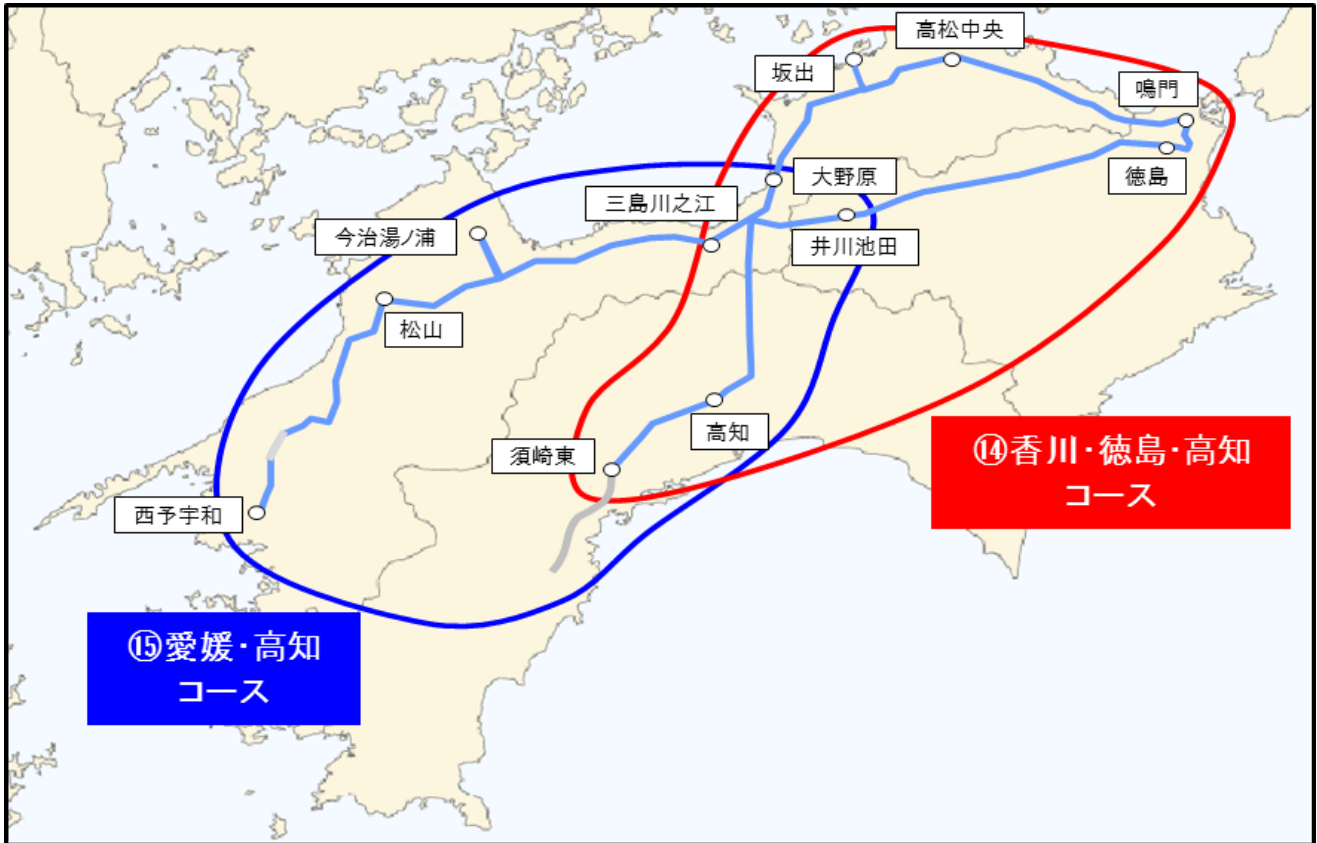 高松中央
坂出
鳴門
大野原
徳島
三島川之江
今治湯ノ浦
井川池田
松山
高知
須崎東
⑭香川・徳島・高知
コース
西予宇和
⑮愛媛・高知
コース